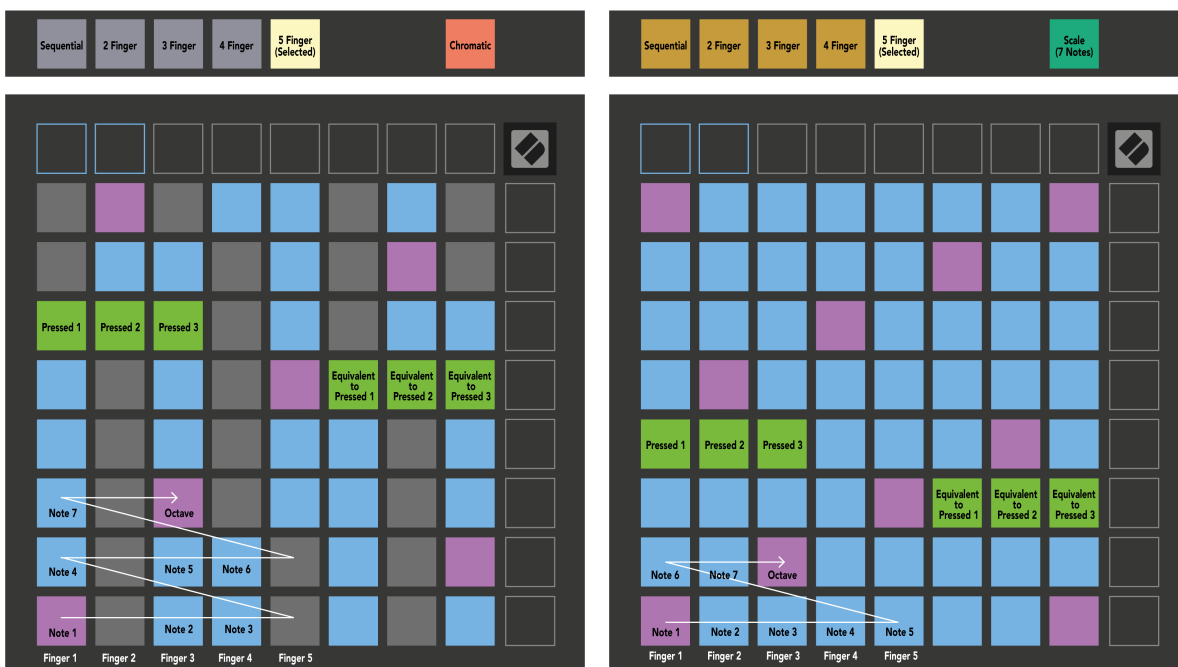 Sequential 2 Finger 3 Finger 4 Finger 5 Finger (Selected) Chromatic
Pressed 1 Pressed 2 Pressed 3
Equivalent to Pressed 1 Equivalent to Pressed 2 Equivalent to Pressed 3
Note 7 Octave
Note 4 Note 5 Note 6
Note 1 Note 2 Note 3
Finger 1 Finger 2 Finger 3 Finger 4 Finger 5
Sequential 2 Finger 3 Finger 4 Finger 5 Finger (Selected) Scale (7 Notes)
Pressed 1 Pressed 2 Pressed 3
Equivalent to Pressed 1 Equivalent to Pressed 2 Equivalent to Pressed 3
Note 6 Note 7 Octave
Note 1 Note 2 Note 3 Note 4 Note 5
Finger 1 Finger 2 Finger 3 Finger 4 Finger 5